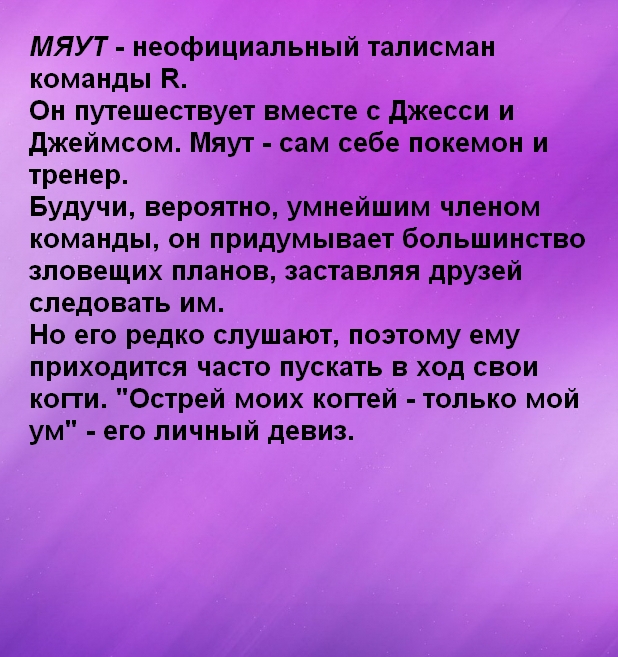 МЯУТ - неофициальный талисман
команды R.
Он путешествует вместе с Джесси и
Джеймсом. Мяут - сам себе покемон и
тренер.
Будучи, вероятно, умнейшим членом
команды, он придумывает большинство
зловещих планов, заставляя друзей
следовать им.
Но его редко слушают, поэтому ему
приходится часто пускать в ход свои
когти. "Острей моих когтей - только мой
ум" - его личный девиз.